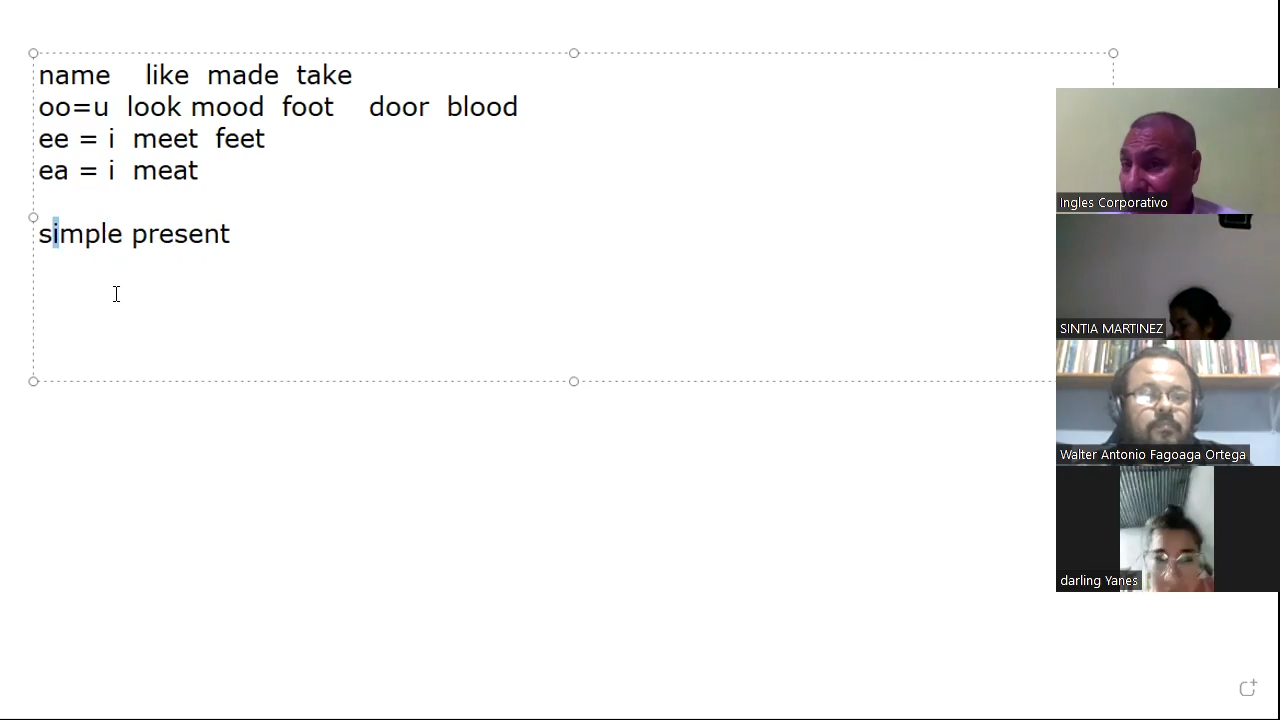 name like made take
oo=u look mood foot door blood
ee = i meet feet
ea = i meat
simple present
Ingles Corporativo
SINTIA MARTINEZ
Walter Antonio Fagoaga Ortega
darling Yanes